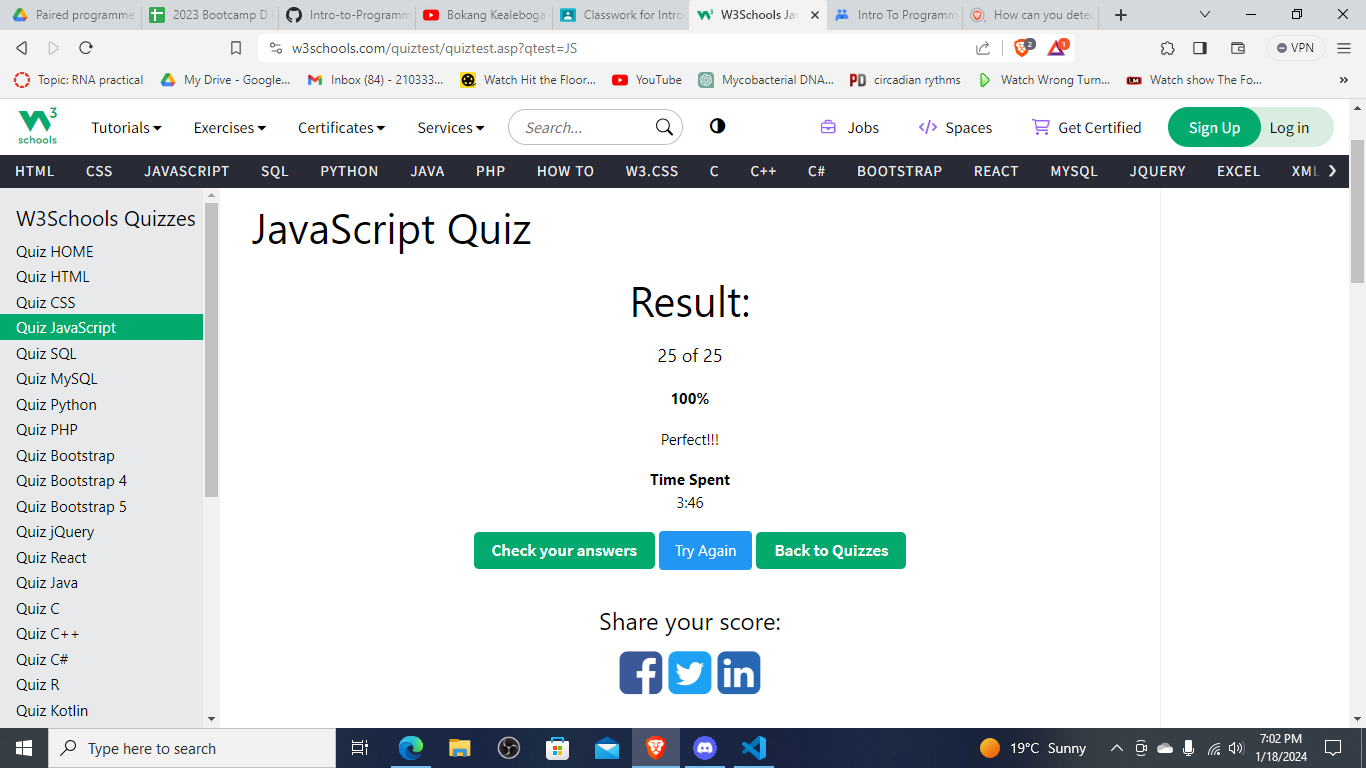 Paired programme
2023 Bootcamp D
Intro-to-Programm
Bokang Kealeboga
Classwork for Intro
W3Schools Ja
Intro To Programm
How can you dete
w3schools.com/quiztest/quiztest.asp?qtest=JS
2
1
VPN
Topic: RNA practical
My Drive - Google...
Inbox (84) - 210333...
Watch Hit the Floor...
YouTube
Mycobacterial DNA...
PD
circadian rythms
Watch Wrong Turn...
LM
Watch show The Fo...
W3
schools
Tutorials
Exercises
Certificates
Services
Search...
Jobs
Spaces
Get Certified
Sign Up
Log in
HTML CSS JAVASCRIPT SQL PYTHON JAVA PHP HOW TO W3.CSS C C++ C# BOOTSTRAP REACT MYSQL JQUERY EXCEL XML
W3Schools Quizzes
Quiz HOME
Quiz HTML
Quiz CSS
Quiz JavaScript
Quiz SQL
Quiz MySQL
Quiz Python
Quiz PHP
Quiz Bootstrap
Quiz Bootstrap 4
Quiz Bootstrap 5
Quiz jQuery
Quiz React
Quiz Java
Quiz C
Quiz C++
Quiz C#
Quiz R
Quiz Kotlin
JavaScript Quiz
Result:
25 of 25
100%
Perfect!!!
Time Spent
3:46
Check your answers
Try Again
Back to Quizzes
Share your score:
f
in
Type here to search
19°C Sunny
7:02 PM
1/18/2024